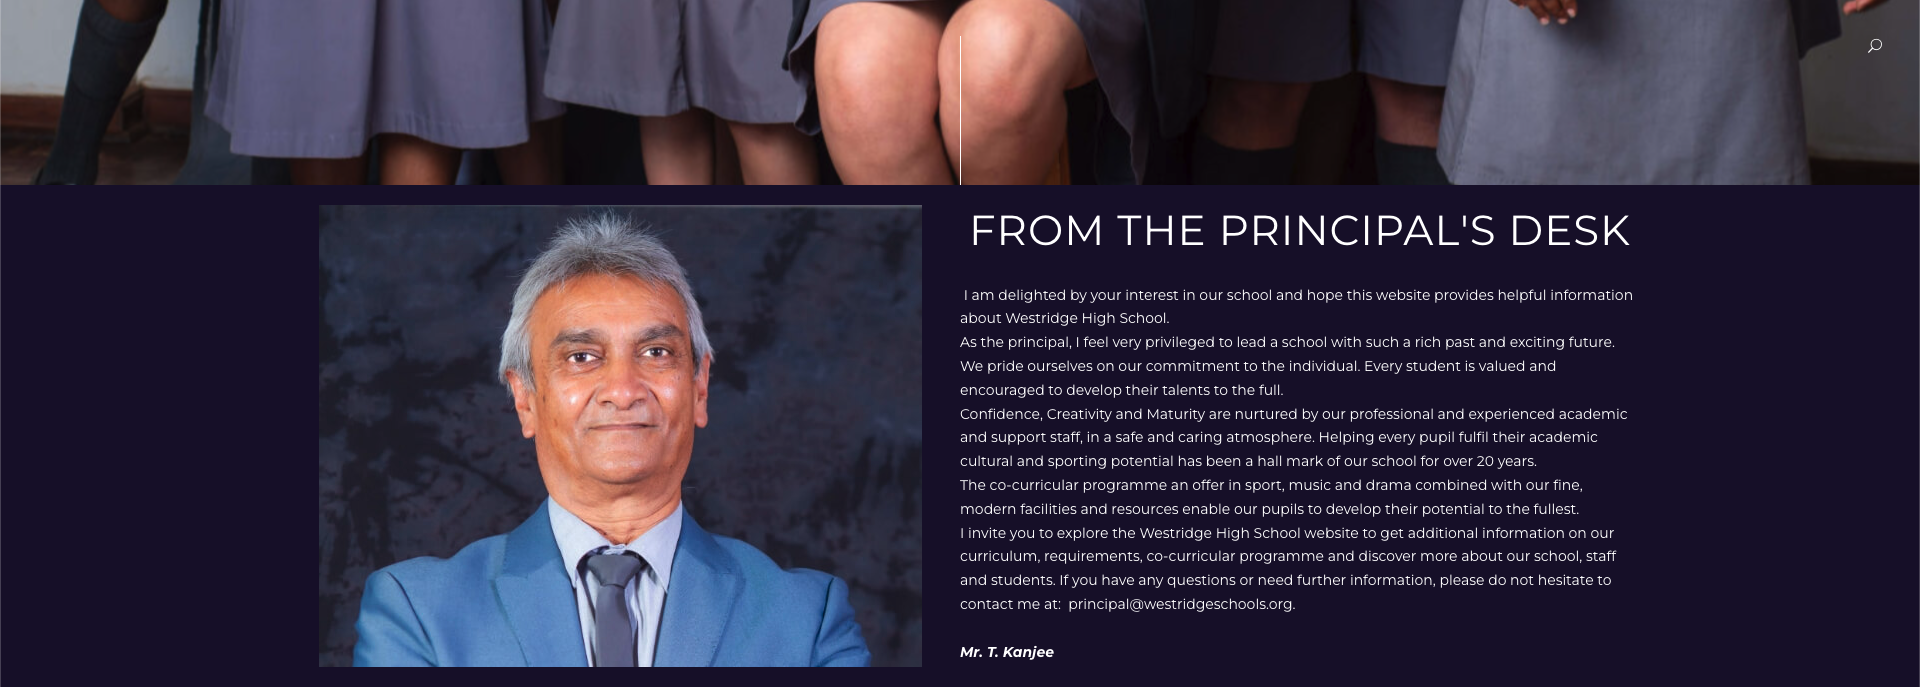 FROM THE PRINCIPAL'S DESK
I am delighted by your interest in our school and hope this website provides helpful information
about Westridge High School.
As the principal, I feel very privileged to lead a school with such a rich past and exciting future.
We pride ourselves on our commitment to the individual. Every student is valued and
encouraged to develop their talents to the full.
Confidence, Creativity and Maturity are nurtured by our professional and experienced academic
and support staff, in a safe and caring atmosphere. Helping every pupil fulfil their academic
cultural and sporting potential has been a hall mark of our school for over 20 years.
The co-curricular programme an offer in sport, music and drama combined with our fine,
modern facilities and resources enable our pupils to develop their potential to the fullest.
I invite you to explore the Westridge High School website to get additional information on our
curriculum, requirements, co-curricular programme and discover more about our school, staff
and students. If you have any questions or need further information, please do not hesitate to
contact me at:  principal@westridgeschools.org.
Mr. T. Kanjee